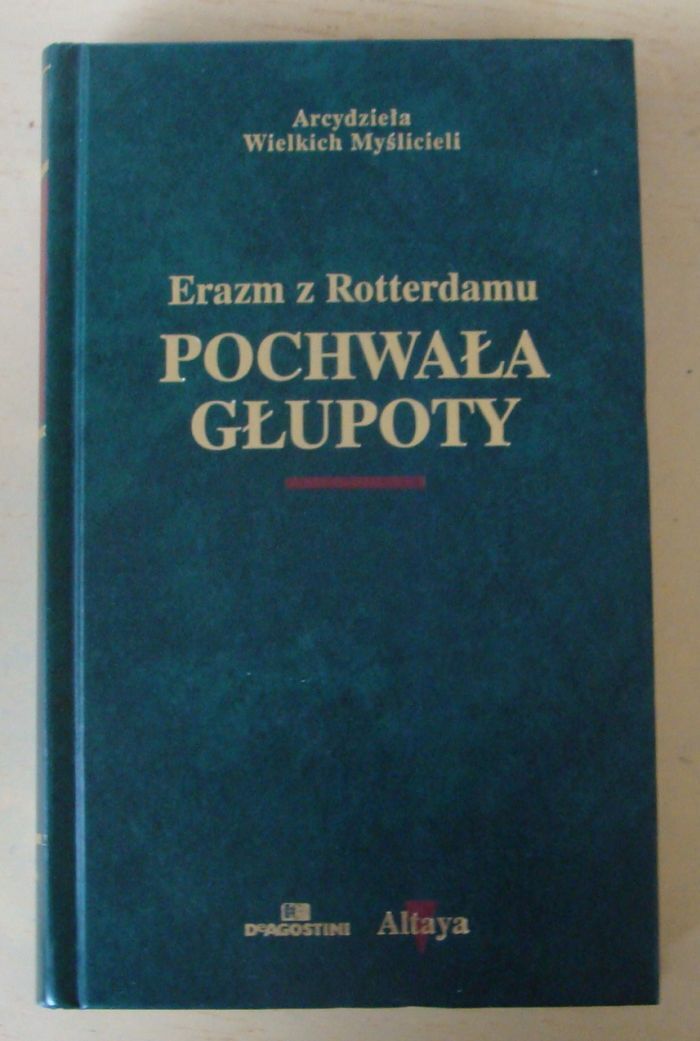 Arcydzieła
Wielkich Myślicieli
Erazm z Rotterdamu
POCHWAŁA
GŁUPOTY
DeAGOSTINI
Altaya